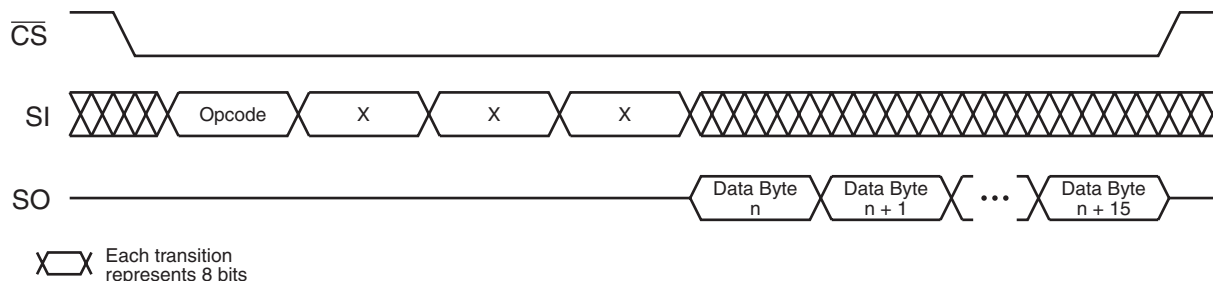 CS
SI
Opcode
X
X
X
SO
Data Byte
n
Data Byte
n + 1
•••
Data Byte
n + 15
Each transition
represents 8 bits